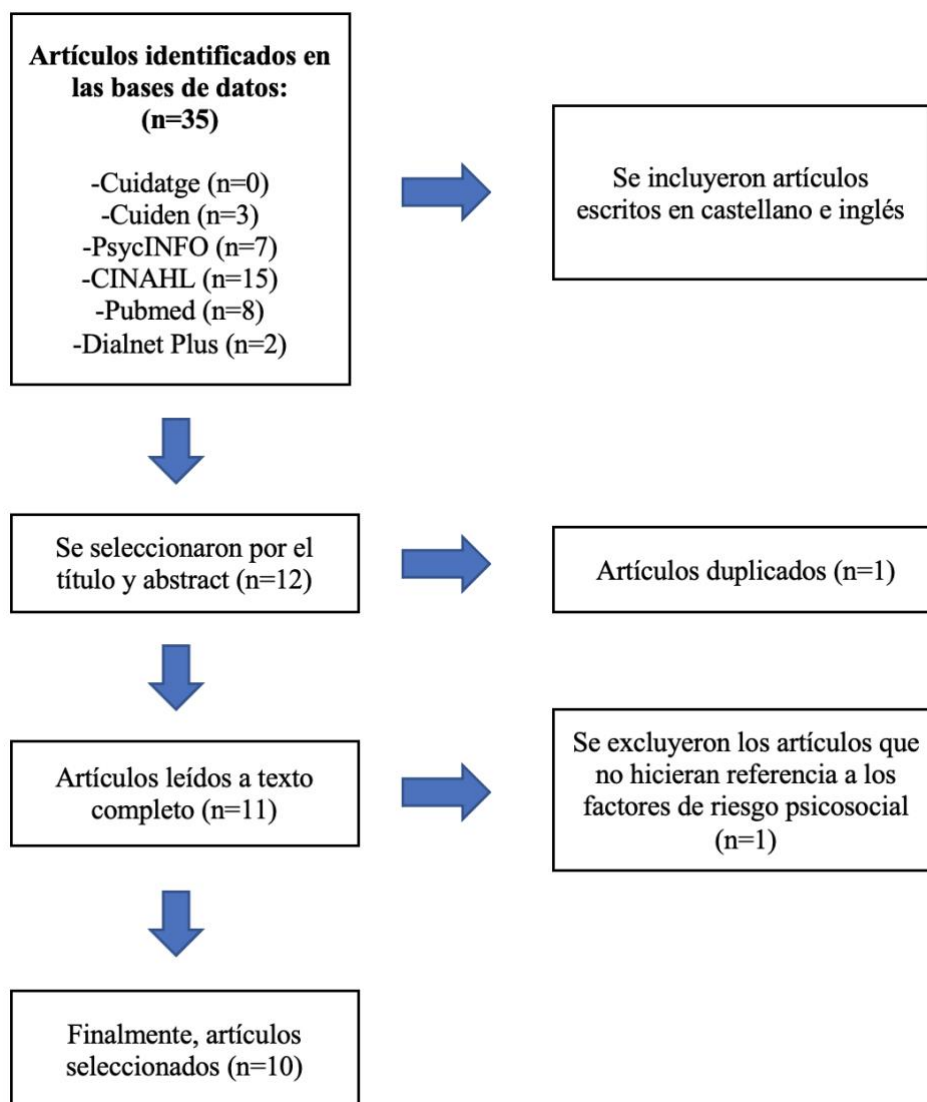 Artículos identificados en
las bases de datos:
(n=35)
-Cuidatge (n=0)
-Cuiden (n=3)
-PsycINFO (n=7)
-CINAHL (n=15)
-Pubmed (n=8)
-Dialnet Plus (n=2)
Se incluyeron artículos
escritos en castellano e inglés
Se seleccionaron por el
título y abstract (n=12)
Artículos duplicados (n=1)
Artículos leídos a texto
completo (n=11)
Se excluyeron los artículos que
no hicieran referencia a los
factores de riesgo psicosocial
(n=1)
Finalmente, artículos
seleccionados (n=10)